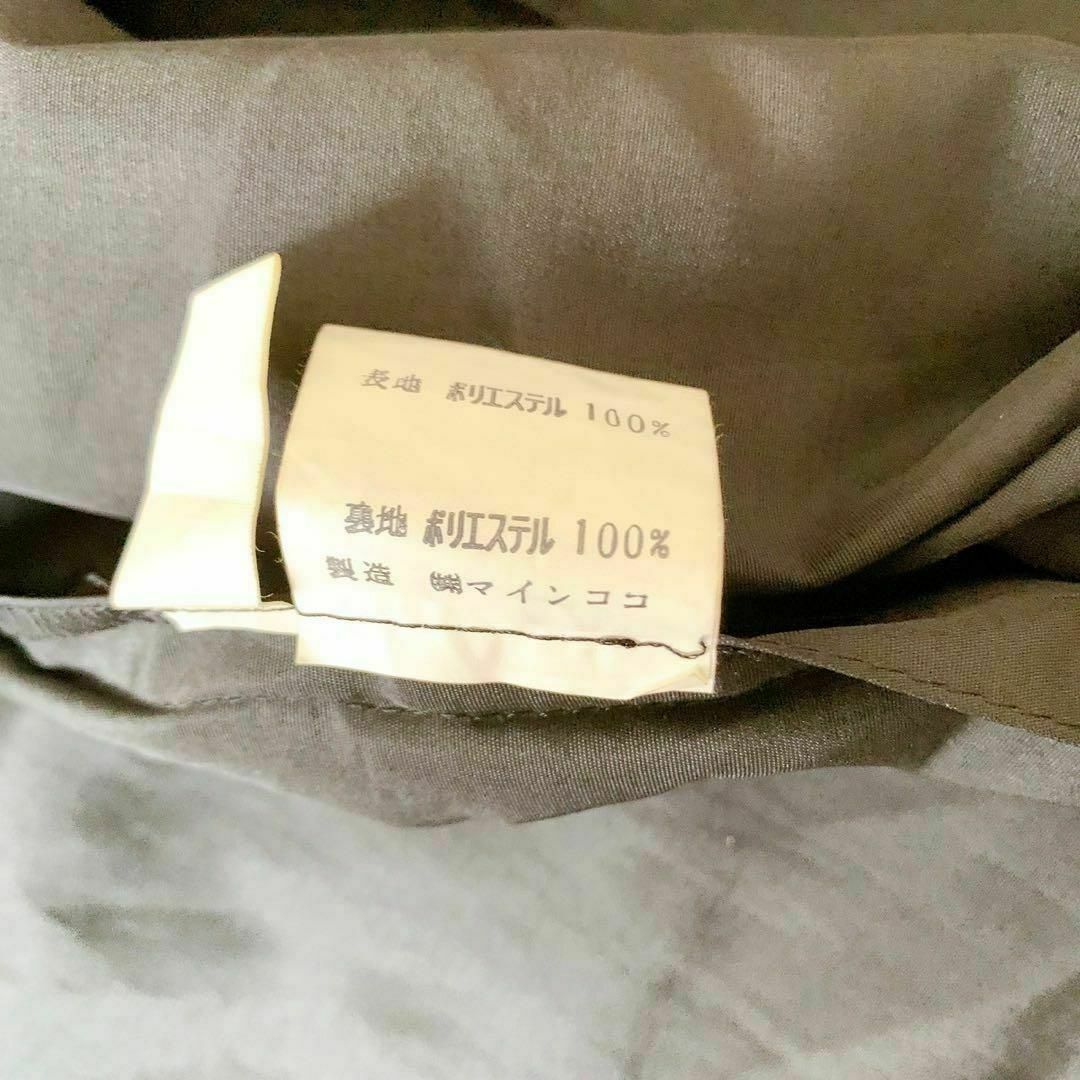 表地 ポリエステル 100%
裏地 ポリエステル 100%
製造 ㈱マインココ